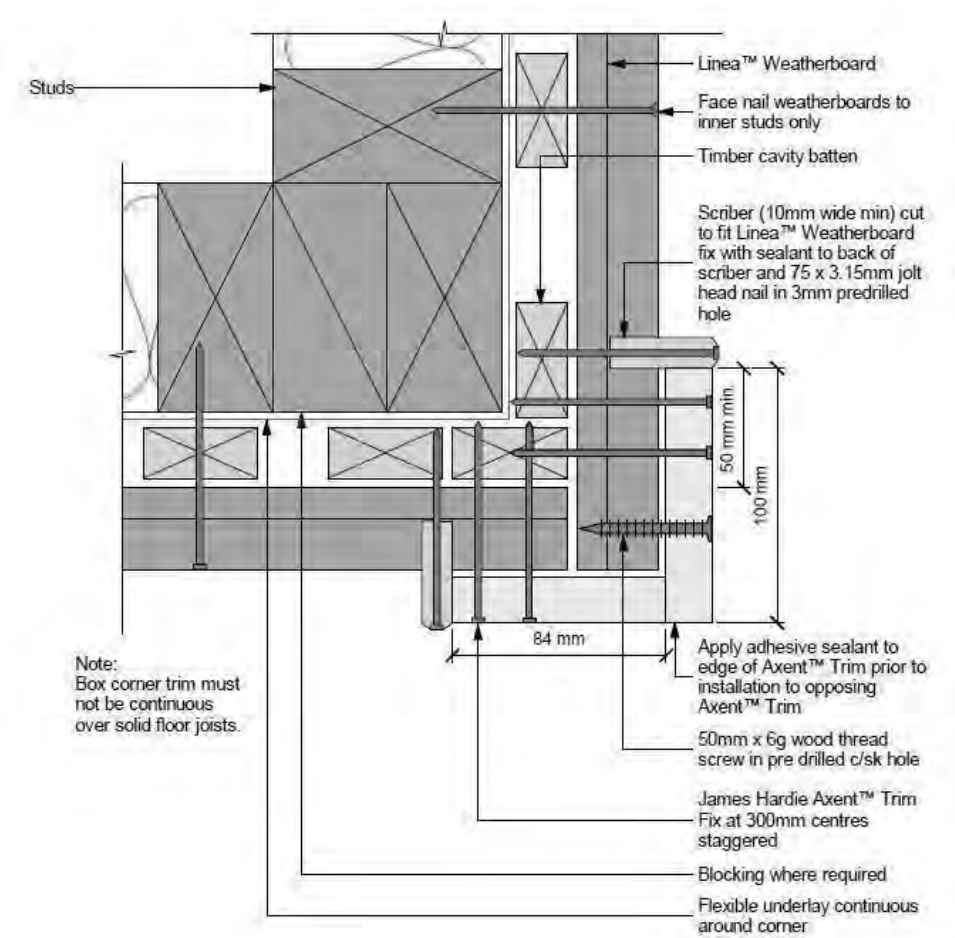 Studs
Linea™ Weatherboard
Face nail weatherboards to
inner studs only
Timber cavity batten
Scriber (10mm wide min) cut
to fit Linea™ Weatherboard
fix with sealant to back of
scriber and 75 x 3.15mm jolt
head nail in 3mm predrilled
hole
50 mm min.
100 mm
84 mm
Note:
Box corner trim must
not be continuous
over solid floor joists.
Apply adhesive sealant to
edge of Axent™ Trim prior to
installation to opposing
Axent™ Trim
50mm x 6g wood thread
screw in pre drilled c/sk hole
James Hardie Axent™ Trim
Fix at 300mm centres
staggered
Blocking where required
Flexible underlay continuous
around corner